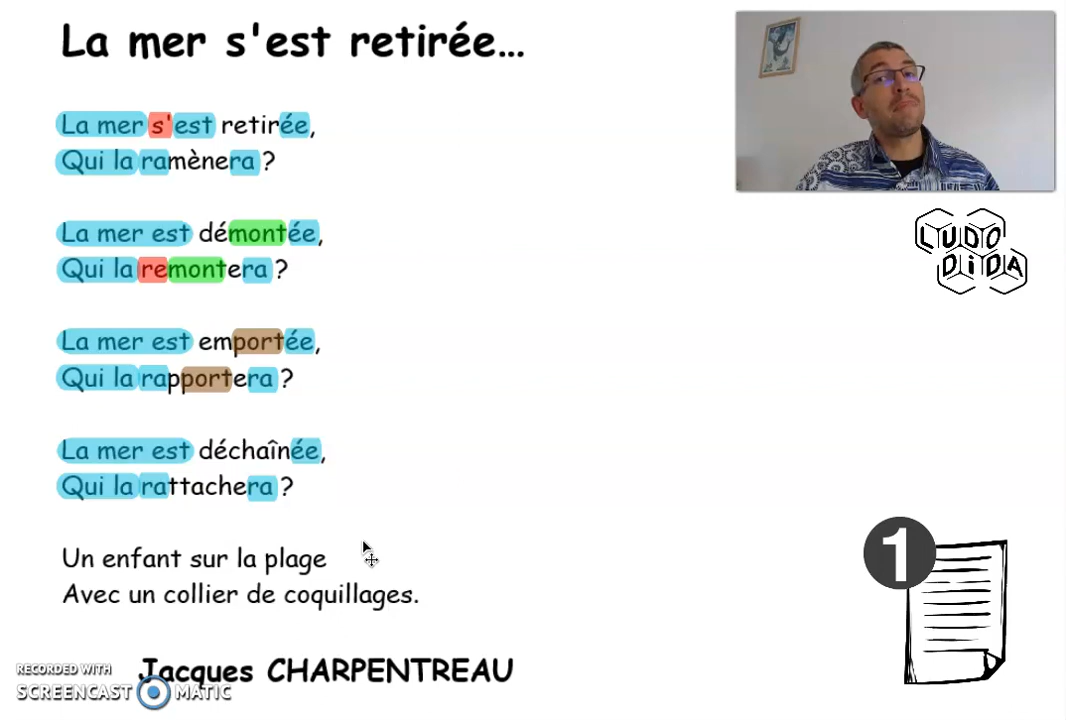 La mer s'est retirée...
La mer s'est retirée,
Qui la ramènera ?
La mer est démontée,
Qui la remontera ?
La mer est emportée,
Qui la rapportera ?
La mer est déchaînée,
Qui la rattachera ?
Un enfant sur la plage
Avec un collier de coquillages.
Jacques CHARPENTREAU
RECORDED WITH
SCREENCAST MATIC
LUDO
DiDA
1